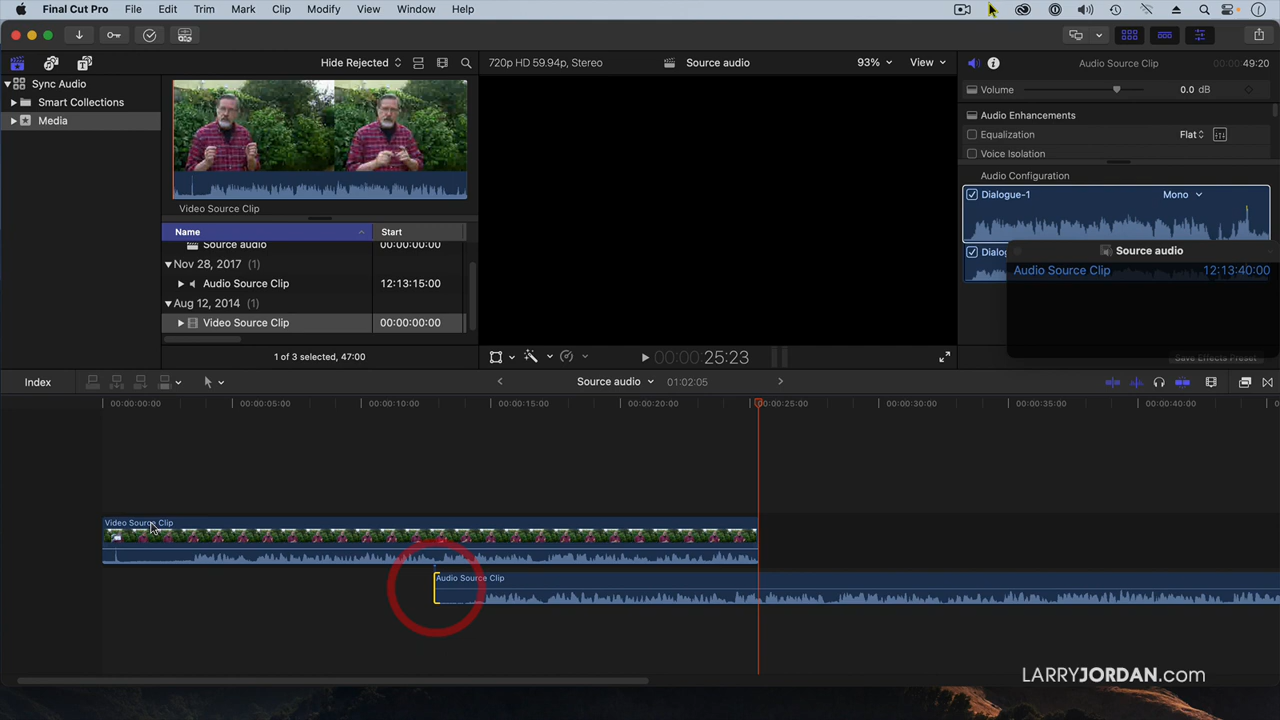 Final Cut Pro File Edit Trim Mark Clip Modify View Window Help
Hide Rejected 720p HD 59.94p, Stereo Source audio 93% View Audio Source Clip 00:00:49:20
Sync Audio
Smart Collections
Media
Video Source Clip
Name Start
Source audio 00:00:00:00
Nov 28, 2017 (1)
Audio Source Clip 12:13:15:00
Aug 12, 2014 (1)
Video Source Clip 00:00:00:00
1 of 3 selected, 47:00
00:00:25:23
Volume 0.0 dB
Audio Enhancements
Equalization Flat
Voice Isolation
Audio Configuration
Dialogue-1 Mono
Source audio
Audio Source Clip 12:13:40:00
Save Effects Preset
Index Source audio 01:02:05
00:00:00:00 00:00:05:00 00:00:10:00 00:00:15:00 00:00:20:00 00:00:25:00 00:00:30:00 00:00:35:00 00:00:40:00
Video Source Clip
Audio Source Clip
LARRYJORDAN.com